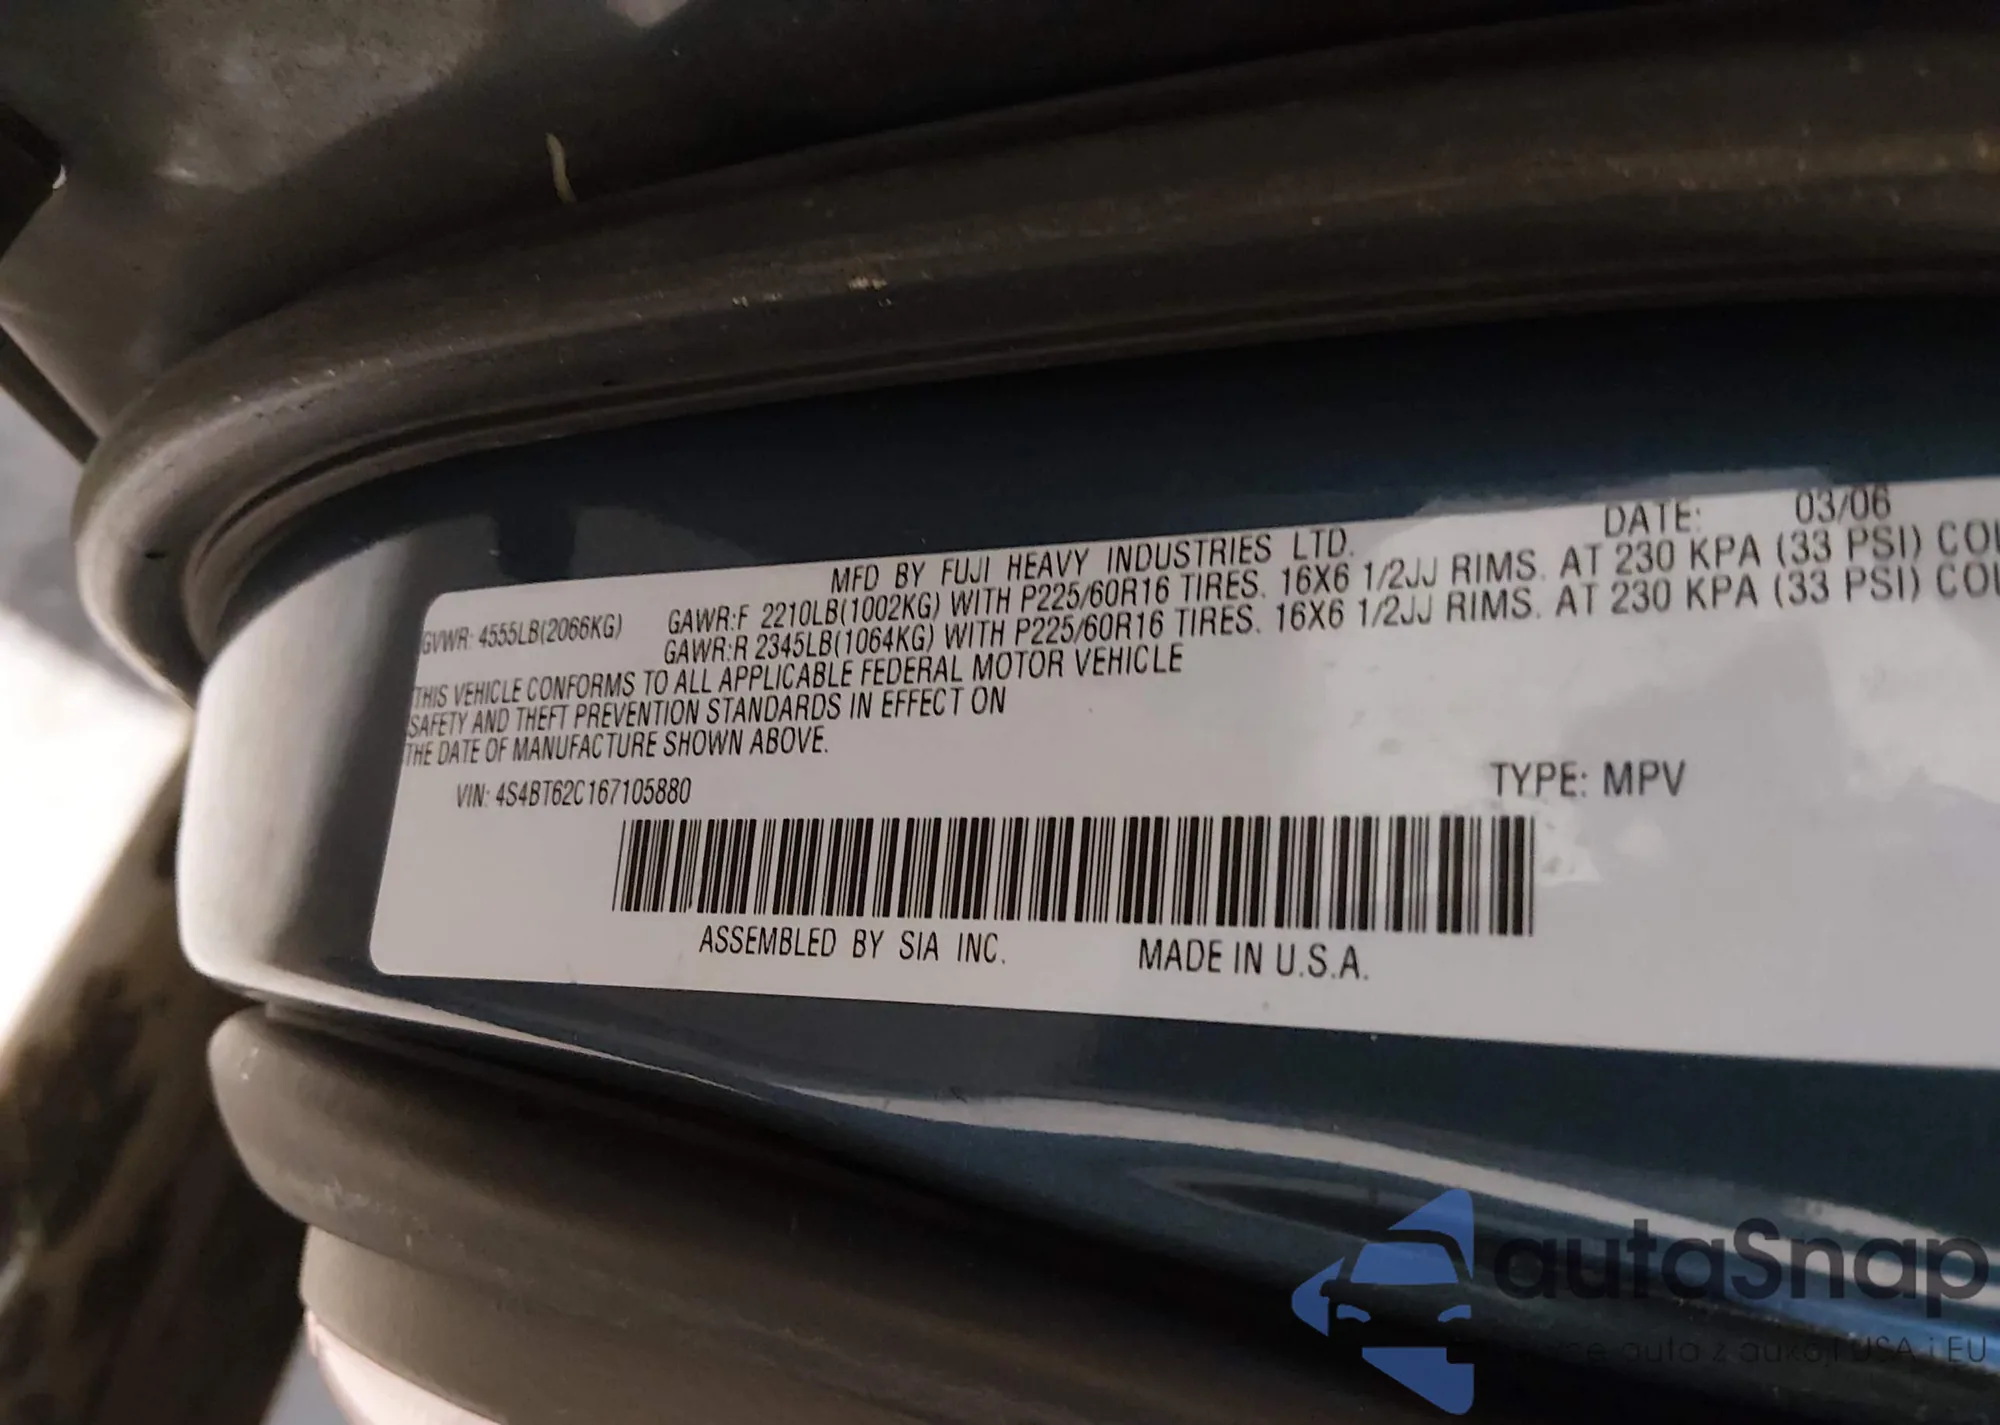 MFD BY FUJI HEAVY INDUSTRIES LTD. DATE: 03/06
GVWR: 4555LB(2066KG) GAWR:F 2210LB(1002KG) WITH P225/60R16 TIRES. 16X6 1/2JJ RIMS. AT 230 KPA (33 PSI)
GAWR:R 2345LB(1064KG) WITH P225/60R16 TIRES. 16X6 1/2JJ RIMS. AT 230 KPA (33 PSI)
THIS VEHICLE CONFORMS TO ALL APPLICABLE FEDERAL MOTOR VEHICLE
SAFETY AND THEFT PREVENTION STANDARDS IN EFFECT ON
THE DATE OF MANUFACTURE SHOWN ABOVE.
VIN: 4S4BT62C167105880 TYPE: MPV
ASSEMBLED BY SIA INC. MADE IN U.S.A.
autaSnap
auto z aukcji USA i EU